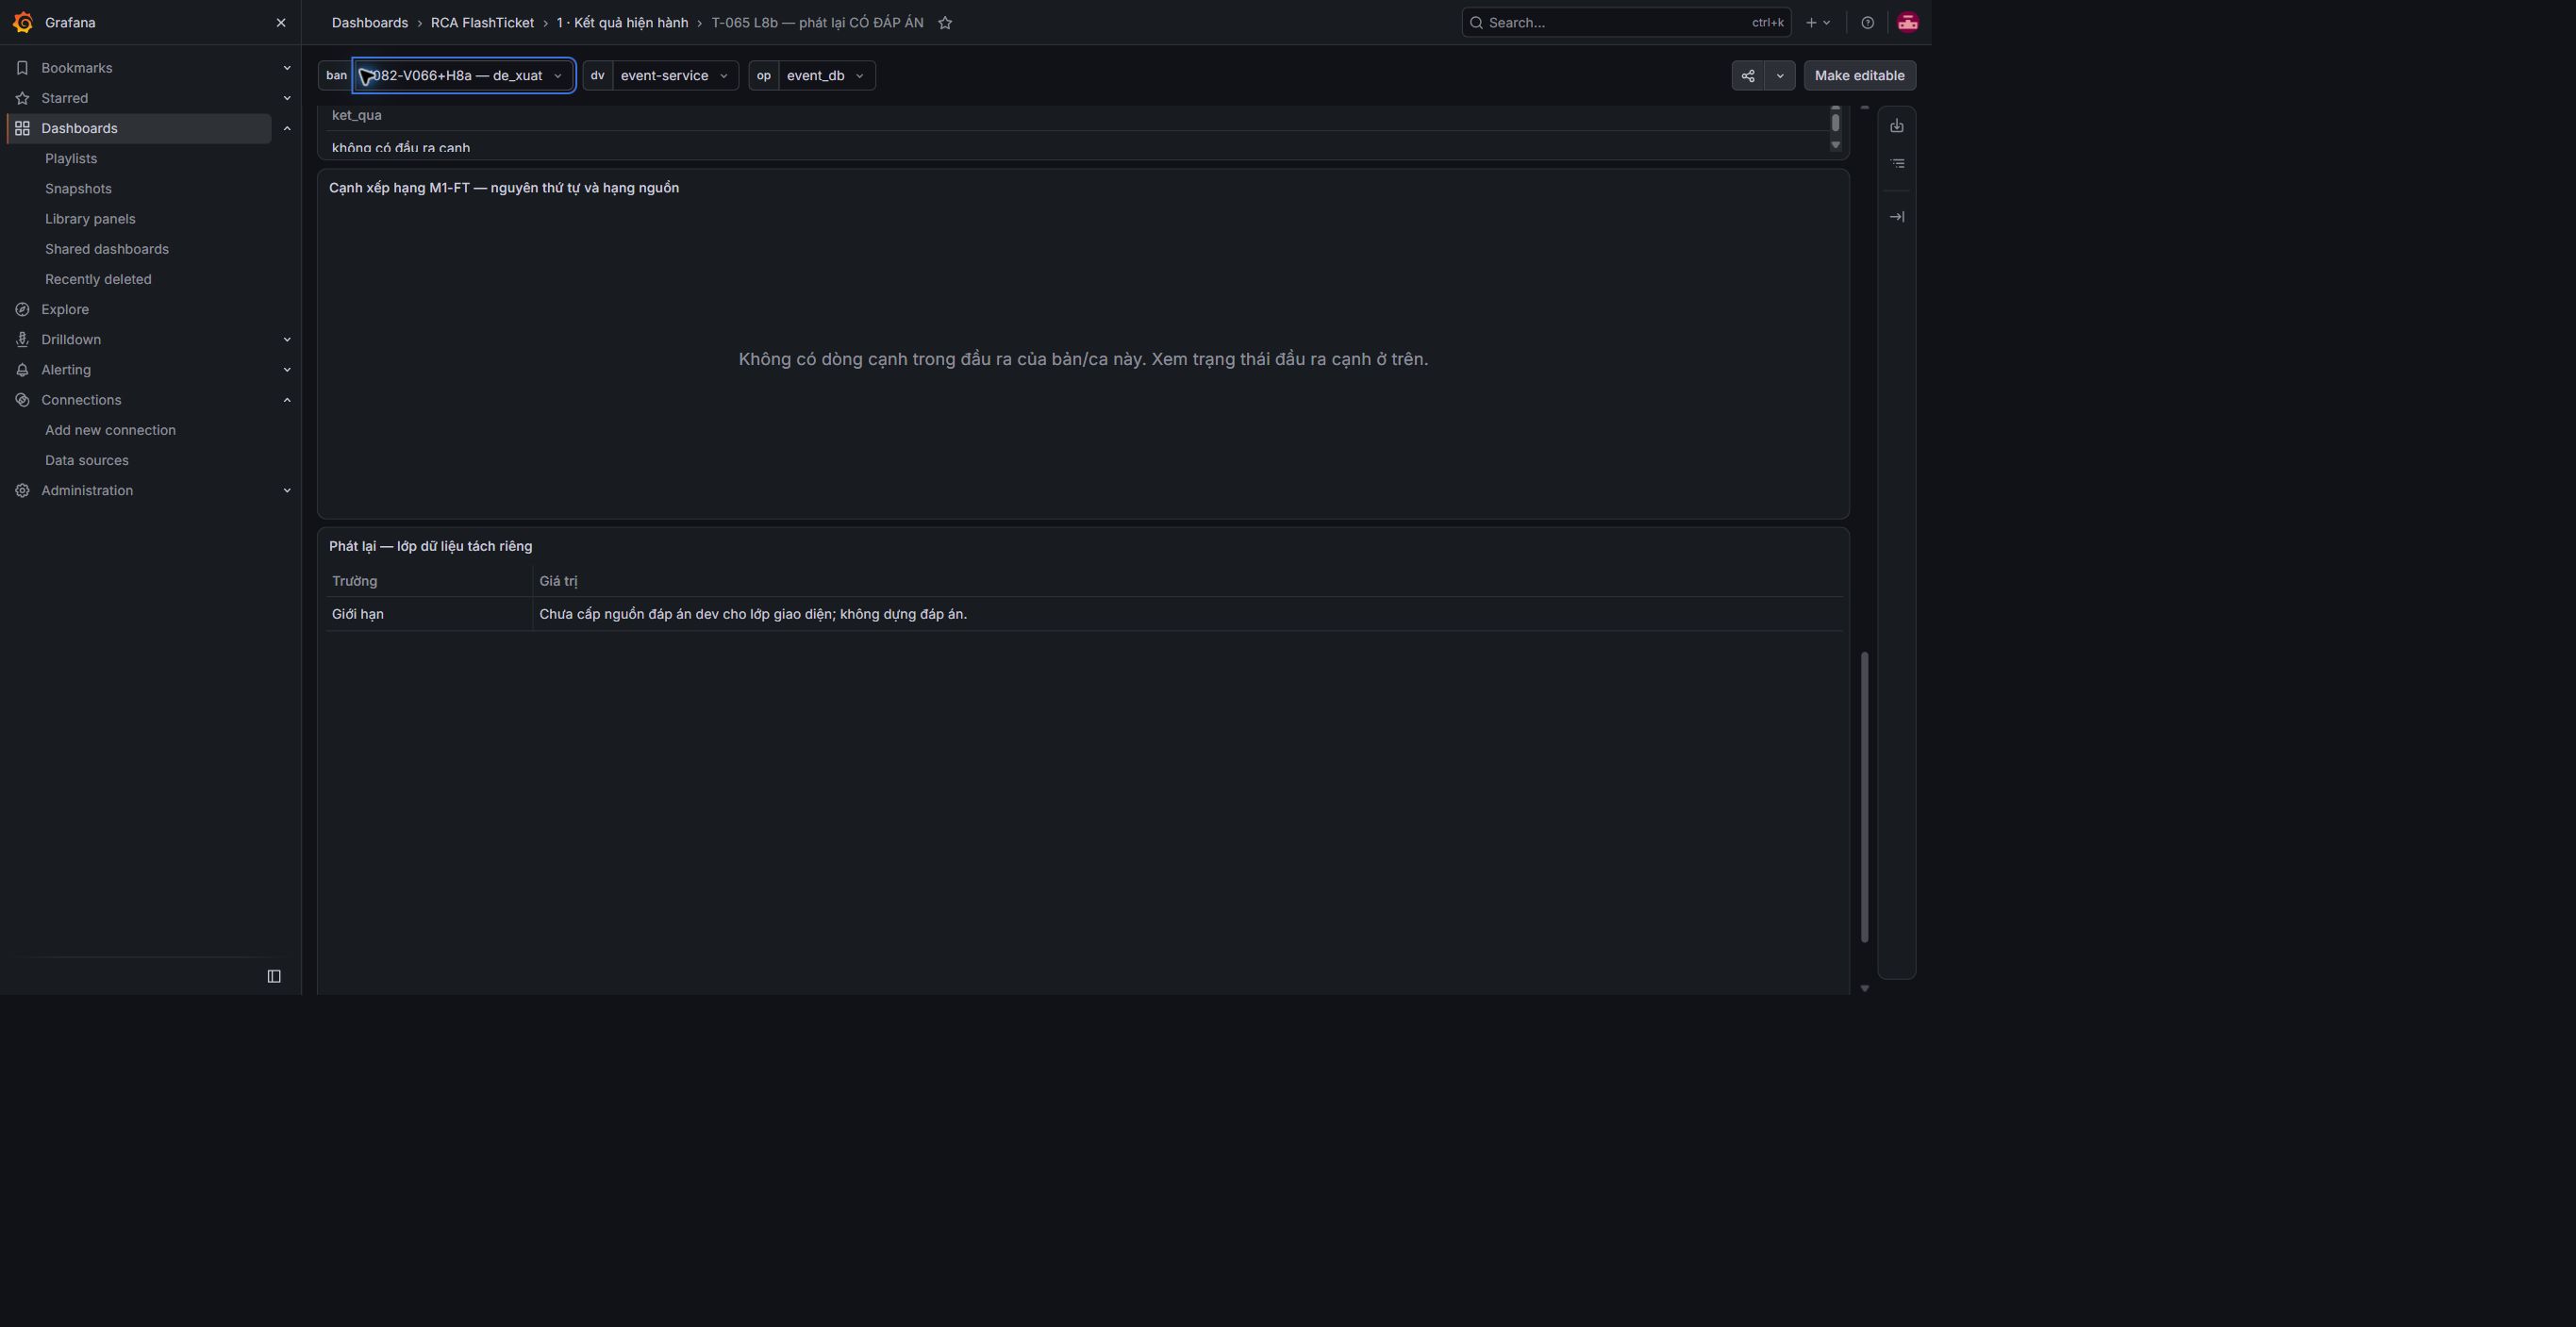 Grafana
Dashboards › RCA FlashTicket › 1 · Kết quả hiện hành › T-065 L8b — phát lại CÓ ĐÁP ÁN
Search...
ctrl+k
Bookmarks
Starred
Dashboards
Playlists
Snapshots
Library panels
Shared dashboards
Recently deleted
Explore
Drilldown
Alerting
Connections
Add new connection
Data sources
Administration
ban
082-V066+H8a — de_xuat
dv
event-service
op
event_db
Make editable
ket_qua
không có đầu ra cạnh
Cạnh xếp hạng M1-FT — nguyên thứ tự và hạng nguồn
Không có dòng cạnh trong đầu ra của bản/ca này. Xem trạng thái đầu ra cạnh ở trên.
Phát lại — lớp dữ liệu tách riêng
Trường
Giá trị
Giới hạn
Chưa cấp nguồn đáp án dev cho lớp giao diện; không dựng đáp án.